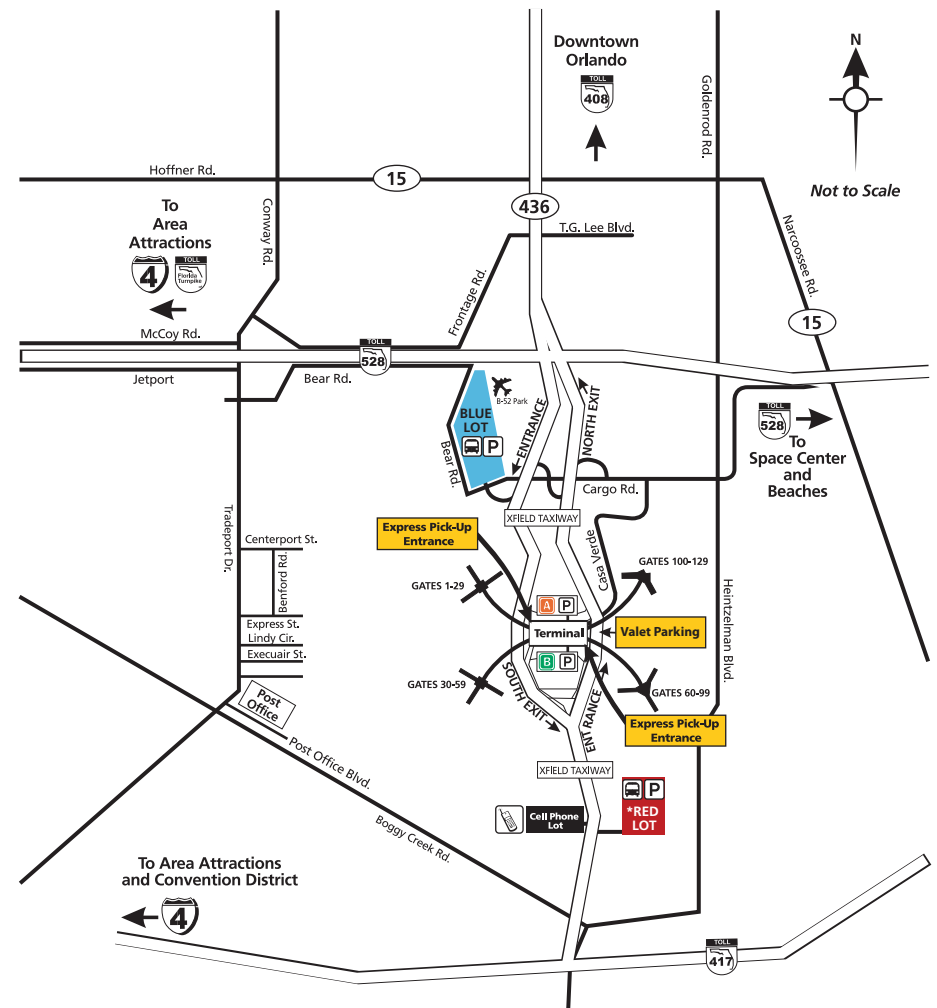 Downtown
Orlando
TOLL
408
N
Not to Scale
Goldenrod Rd.
Hoffner Rd.
15
436
T.G. Lee Blvd.
To
Area
Attractions
4
TOLL
Florida
Turnpike
Conway Rd.
Frontage Rd.
Narcoossee Rd.
15
McCoy Rd.
TOLL
528
Jetport
Bear Rd.
B-52 Park
BLUE
LOT
P
Bear Rd.
ENTRANCE
NORTH EXIT
TOLL
528
To
Space Center
and
Beaches
Cargo Rd.
XFIELD TAXIWAY
Express Pick-Up
Entrance
Tradeport Dr.
Centerport St.
Benford Rd.
Express St.
Lindy Cir.
Execuair St.
Casa Verde
GATES 1-29
GATES 100-129
A P
Terminal
Valet Parking
B P
Heintzelman Blvd.
GATES 30-59
GATES 60-99
SOUTH EXIT
ENTRANCE
Express Pick-Up
Entrance
Post
Office
Post Office Blvd.
XFIELD TAXIWAY
P
*RED
LOT
Cell Phone
Lot
Boggy Creek Rd.
To Area Attractions
and Convention District
4
TOLL
417